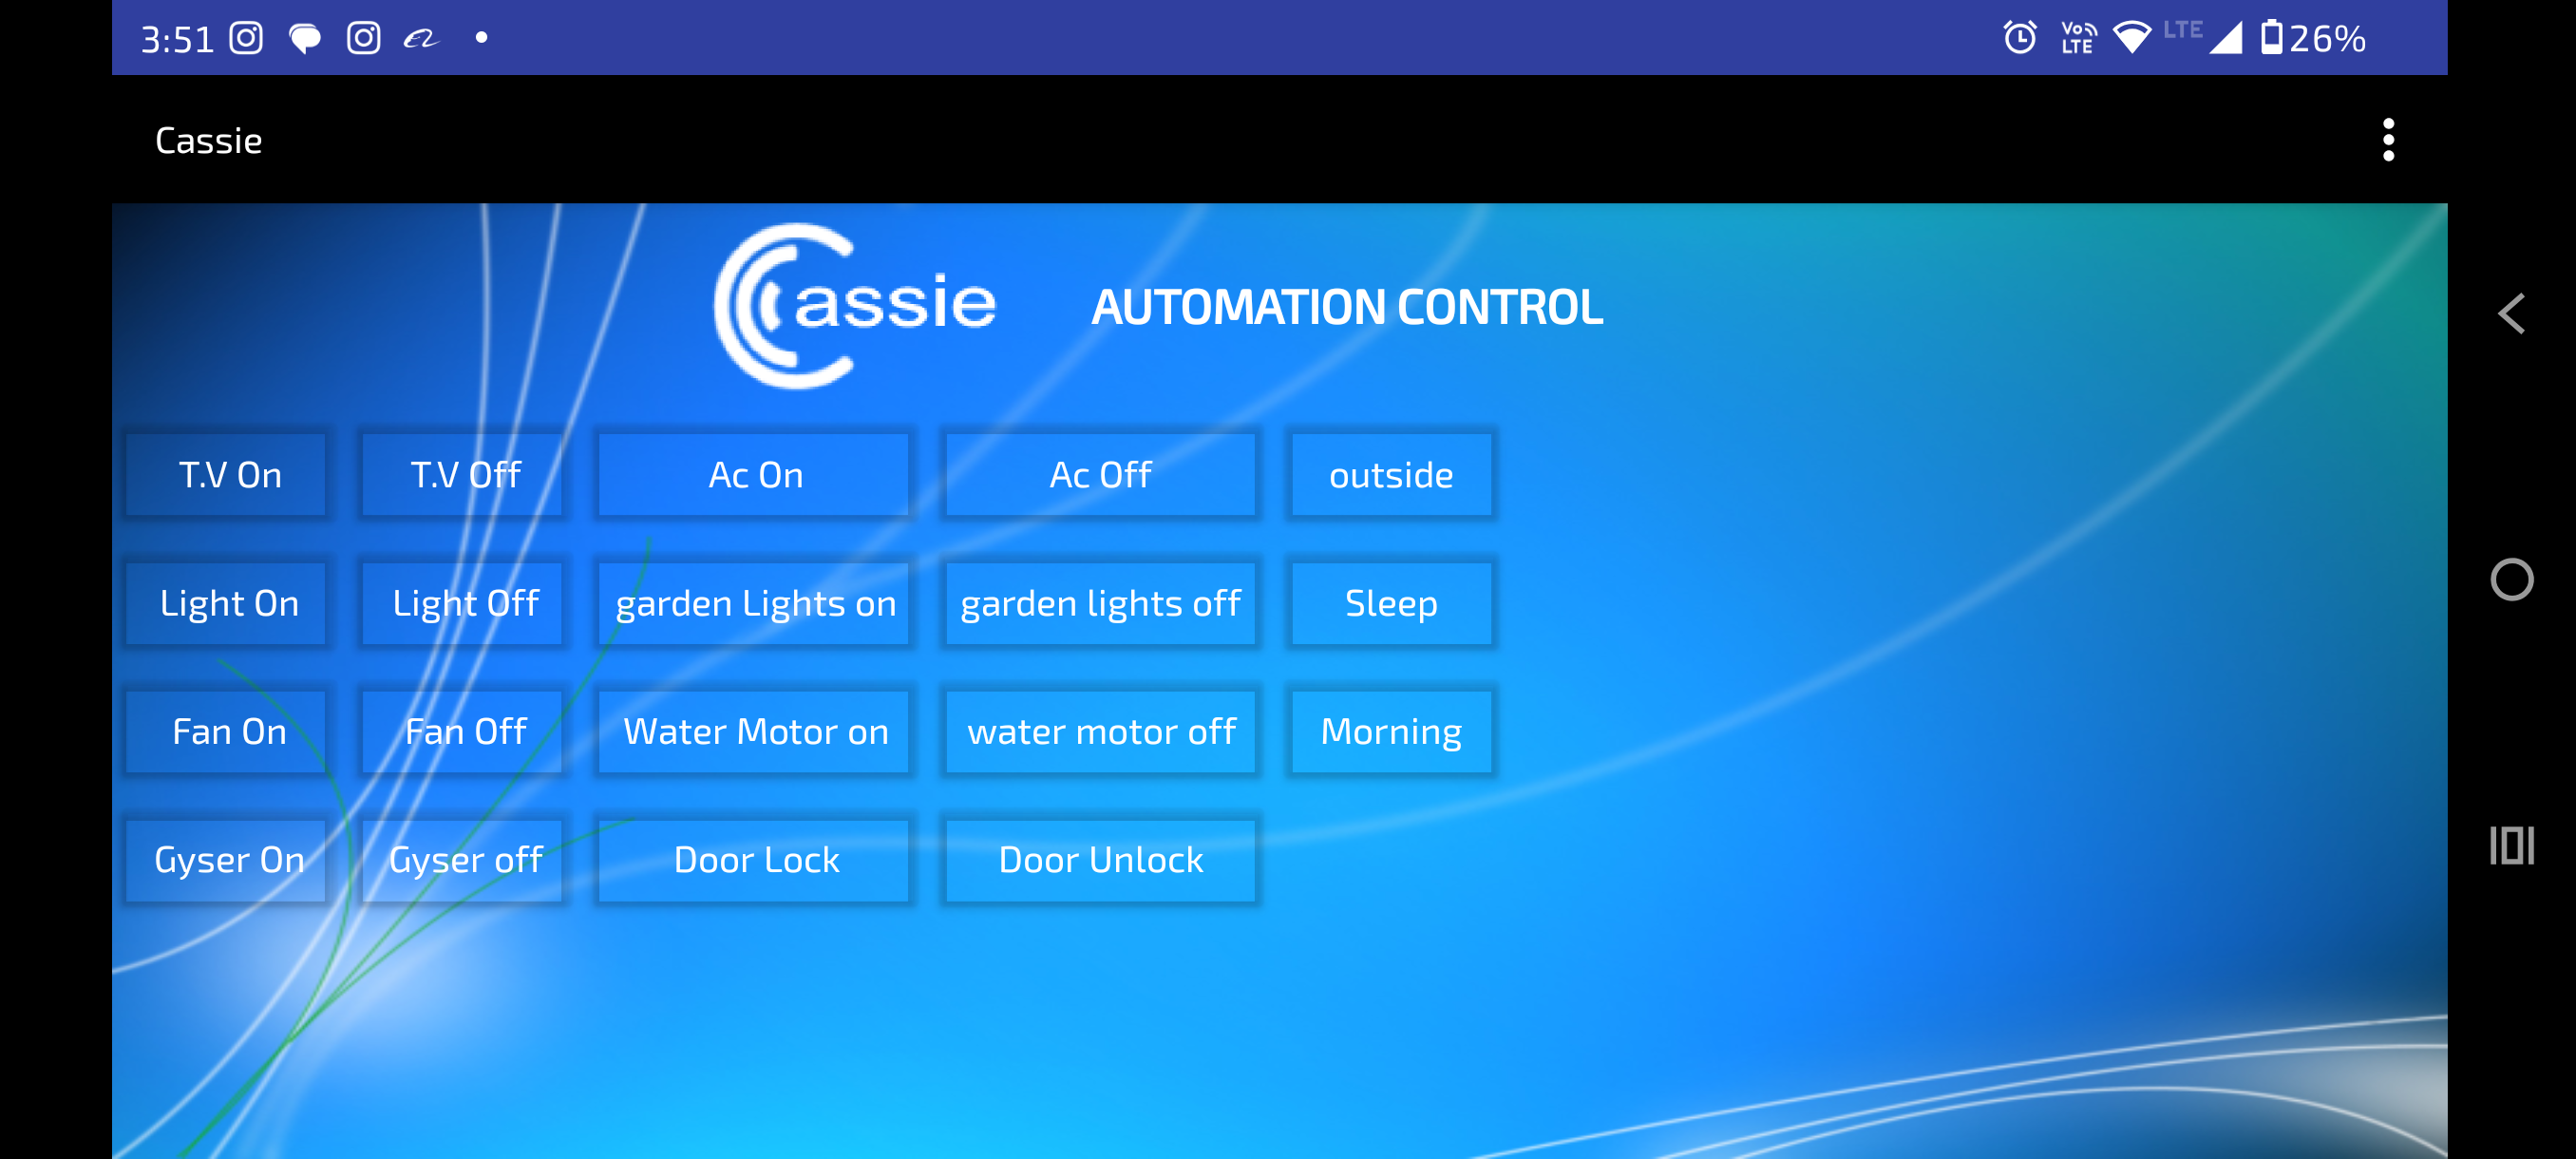 3:51 VoLTE LTE 26%
Cassie
Cassie AUTOMATION CONTROL
T.V On T.V Off Ac On Ac Off outside
Light On Light Off garden Lights on garden lights off Sleep
Fan On Fan Off Water Motor on water motor off Morning
Gyser On Gyser off Door Lock Door Unlock